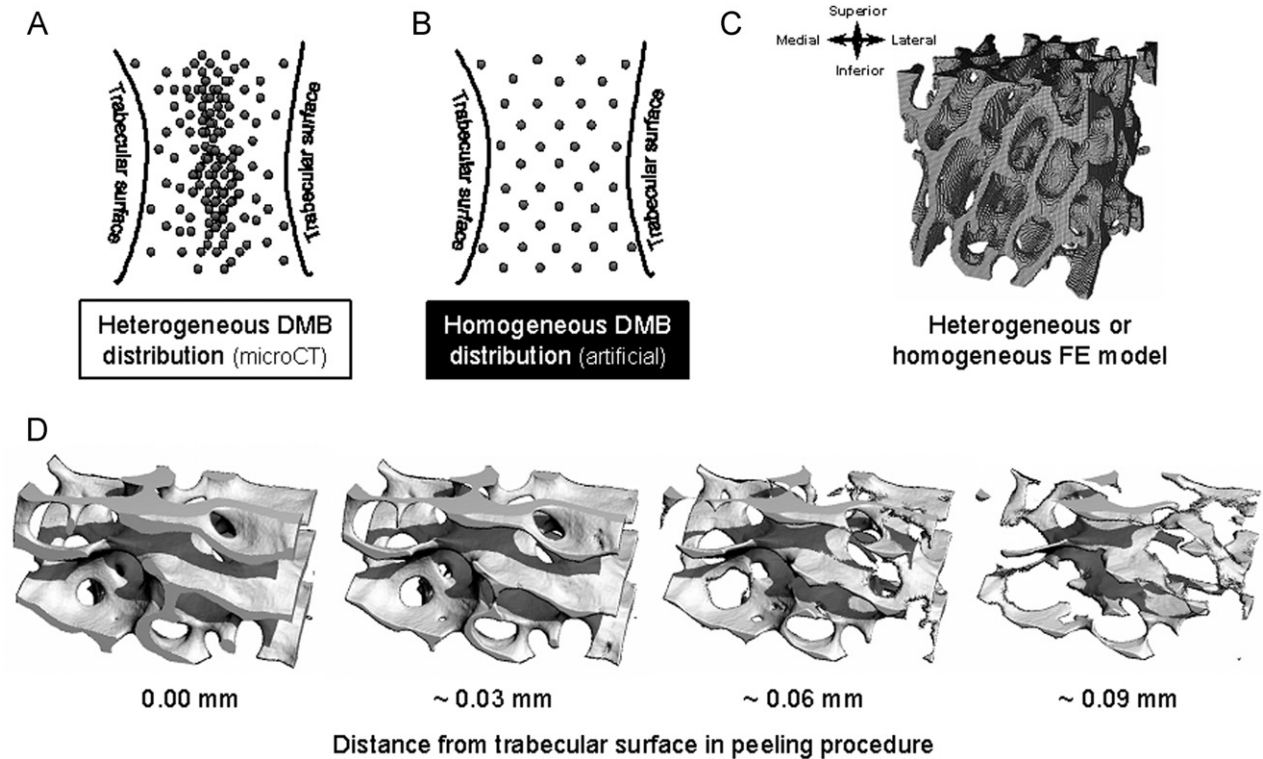 A
B
C
Superior
Medial
Lateral
Inferior
Trabecular surface
Trabecular surface
Trabecular surface
Trabecular surface
Heterogeneous DMB
distribution (microCT)
Homogeneous DMB
distribution (artificial)
Heterogeneous or
homogeneous FE model
D
0.00 mm
~ 0.03 mm
~ 0.06 mm
~ 0.09 mm
Distance from trabecular surface in peeling procedure